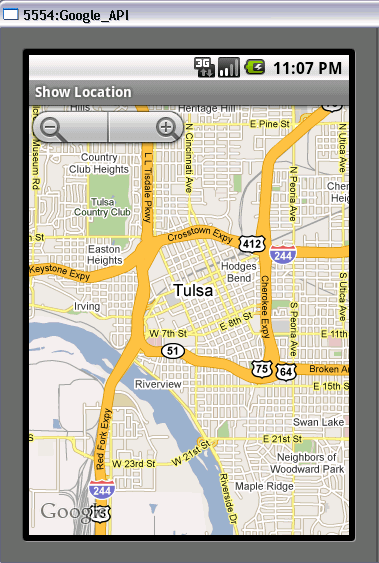 5554:Google_API
3G
11:07 PM
Show Location
Hills
Heritage Hill
E Pine St
Country
Club Heights
Museum Rd
L L Tisdale Pkwy
N Cincinnati Ave
N Peoria Ave
N Utica Ave
Tulsa
Country Club
Crosstown Expy
412
244
Easton
Heights
Keystone Expy
Hodges
Bend
Irving
Tulsa
Cherokee Expy
S Peoria Ave
S Utica Ave
W 7th St
E 8th St
E 11th
51
75
64
Broken Ar
Riverview
E 15th S
Swan Lake
Red Fork Expy
E 21st St
W 23rd St
W 21st St
Neighbors of
Woodward Park
Maple Ridge
Riverside Dr
244
Google